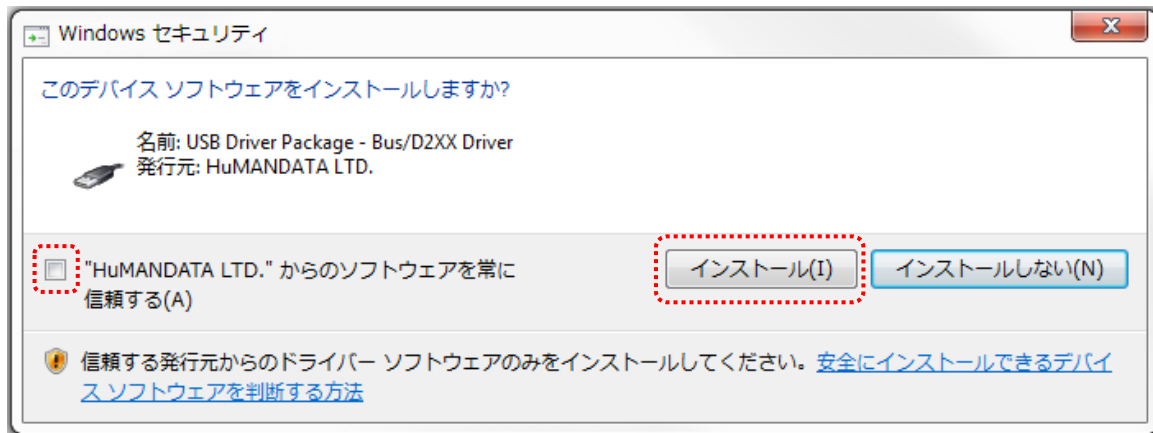 Windows セキュリティ
このデバイス ソフトウェアをインストールしますか?
名前: USB Driver Package - Bus/D2XX Driver
発行元: HuMANDATA LTD.
"HuMANDATA LTD." からのソフトウェアを常に
信頼する(A)
インストール(I)
インストールしない(N)
信頼する発行元からのドライバー ソフトウェアのみをインストールしてください。安全にインストールできるデバイ
ス ソフトウェアを判断する方法